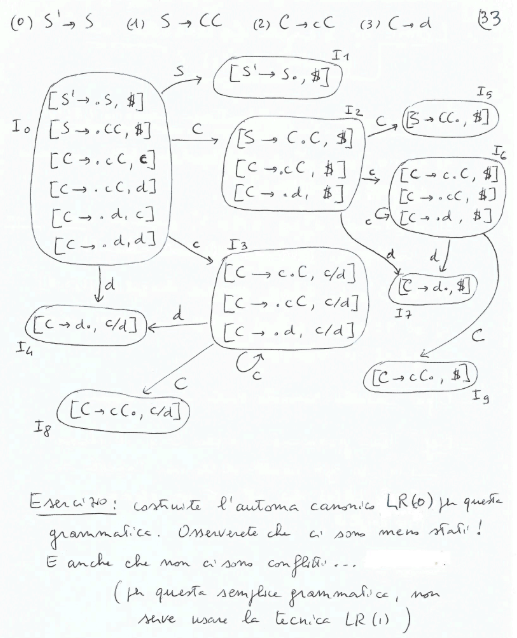 (0) S' → S (1) S → CC (2) C → cC (3) C → d 33
S
[S' → S., $]
I1
[S' → .S, $]
I0
[S → .CC, $]
[C → .cC, c]
[C → .cC, d]
[C → .d, c]
[C → .d, d]
C
I2
[S → C.C, $]
[C → .cC, $]
[C → .d, $]
C
I5
[S → CC., $]
c
I6
[C → c.C, $]
[C → .cC, $]
[C → .d, $]
c
c
I3
[C → c.C, c/d]
[C → .cC, c/d]
[C → .d, c/d]
c
d
d
[C → d., $]
I7
d
d
[C → d., c/d]
I4
C
[C → cC., c/d]
I8
C
[C → cC., $]
I9
Esercizio: costruite l'automa canonico LR(0) per questa
grammatica. Osserverete che ci sono meno stati!
E anche che non ci sono conflitti...
(per questa semplice grammatica, non
serve usare la tecnica LR(1))